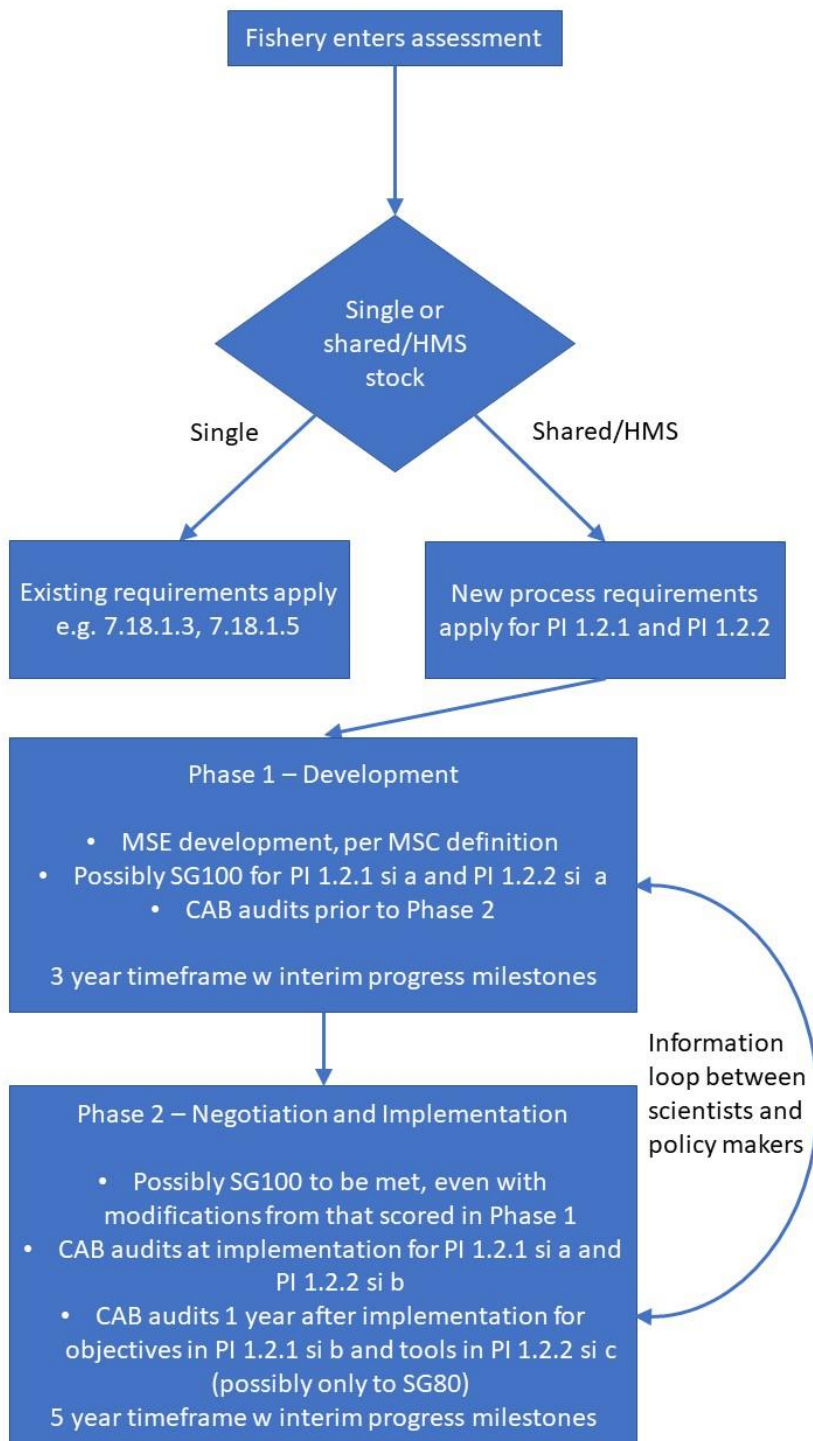 Fishery enters assessment
Single or
shared/HMS
stock
Single
Shared/HMS
Existing requirements apply
e.g. 7.18.1.3, 7.18.1.5
New process requirements
apply for PI 1.2.1 and PI 1.2.2
Phase 1 – Development
• MSE development, per MSC definition
• Possibly SG100 for PI 1.2.1 si a and PI 1.2.2 si a
• CAB audits prior to Phase 2
3 year timeframe w interim progress milestones
Information
loop between
scientists and
policy makers
Phase 2 – Negotiation and Implementation
• Possibly SG100 to be met, even with
modifications from that scored in Phase 1
• CAB audits at implementation for PI 1.2.1 si a and
PI 1.2.2 si b
• CAB audits 1 year after implementation for
objectives in PI 1.2.1 si b and tools in PI 1.2.2 si c
(possibly only to SG80)
5 year timeframe w interim progress milestones